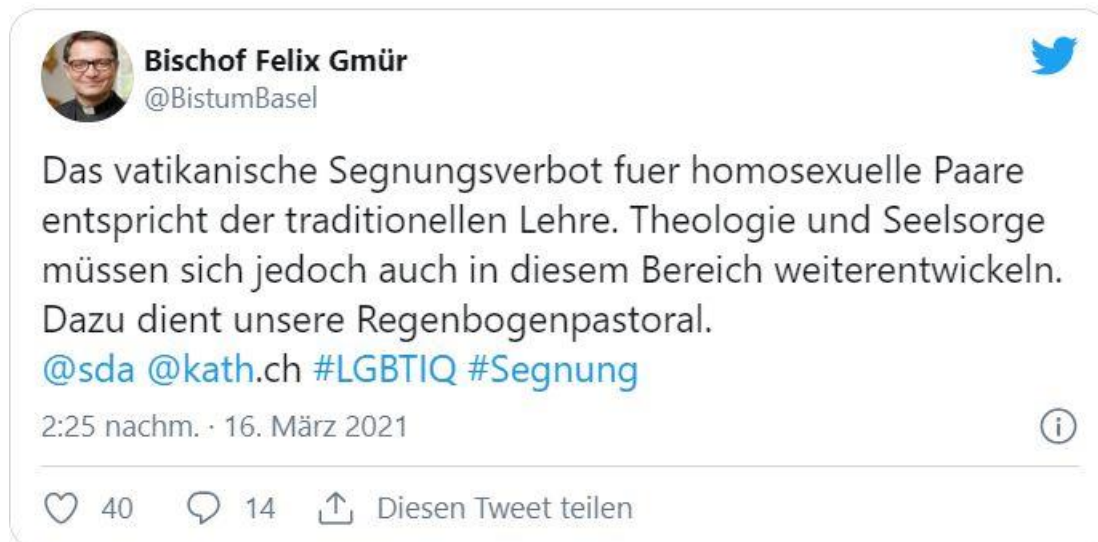 Bischof Felix Gmür
@BistumBasel
Das vatikanische Segnungsverbot fuer homosexuelle Paare
entspricht der traditionellen Lehre. Theologie und Seelsorge
müssen sich jedoch auch in diesem Bereich weiterentwickeln.
Dazu dient unsere Regenbogenpastoral.
@sda @kath.ch #LGBTIQ #Segnung
2:25 nachm. · 16. März 2021
40 14 Diesen Tweet teilen